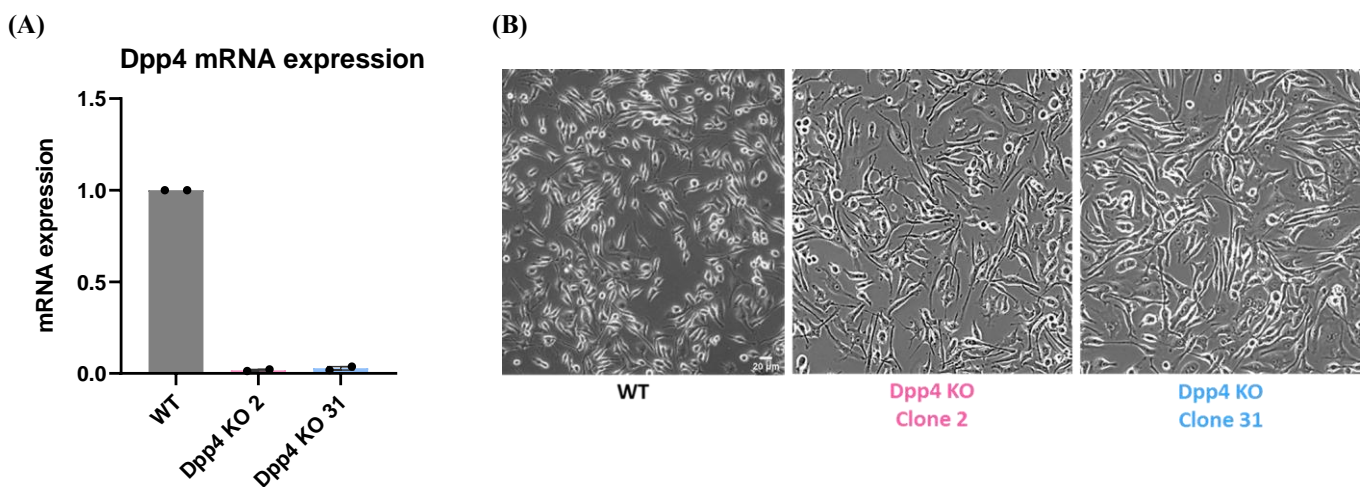 (A)
Dpp4 mRNA expression
mRNA expression
1.5
1.0
0.5
0.0
WT
Dpp4 KO 2
Dpp4 KO 31
(B)
20 µm
WT
Dpp4 KO
Clone 2
Dpp4 KO
Clone 31